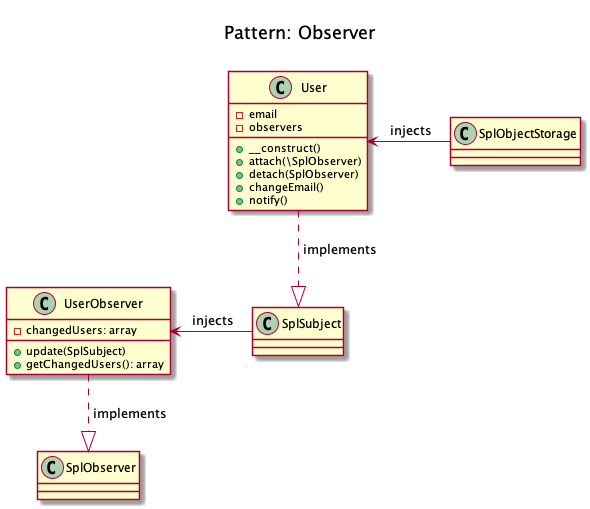 Pattern: Observer
C User
email
observers
__construct()
attach(\SplObserver)
detach(SplObserver)
changeEmail()
notify()
injects
C SplObjectStorage
implements
C UserObserver
changedUsers: array
update(SplSubject)
getChangedUsers(): array
injects
C SplSubject
implements
C SplObserver